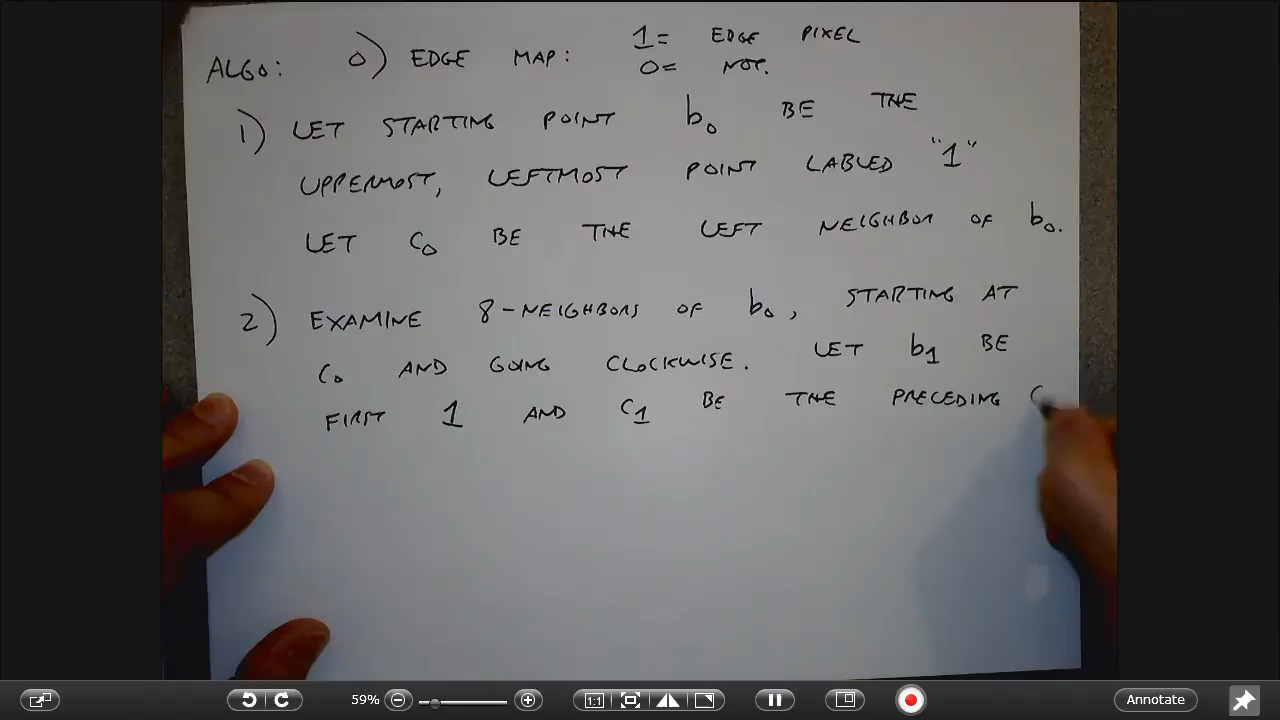 ALGO: 0) EDGE MAP: 1= EDGE PIXEL
0= NOT.
1) LET STARTING POINT b0 BE THE
UPPERMOST, LEFTMOST POINT LABLED "1"
LET C0 BE THE LEFT NEIGHBOR OF b0.
2) EXAMINE 8-NEIGHBORS OF b0, STARTING AT
C0 AND GOING CLOCKWISE. LET b1 BE
FIRST 1 AND C1 BE THE PRECEDING
59% 1:1 Annotate